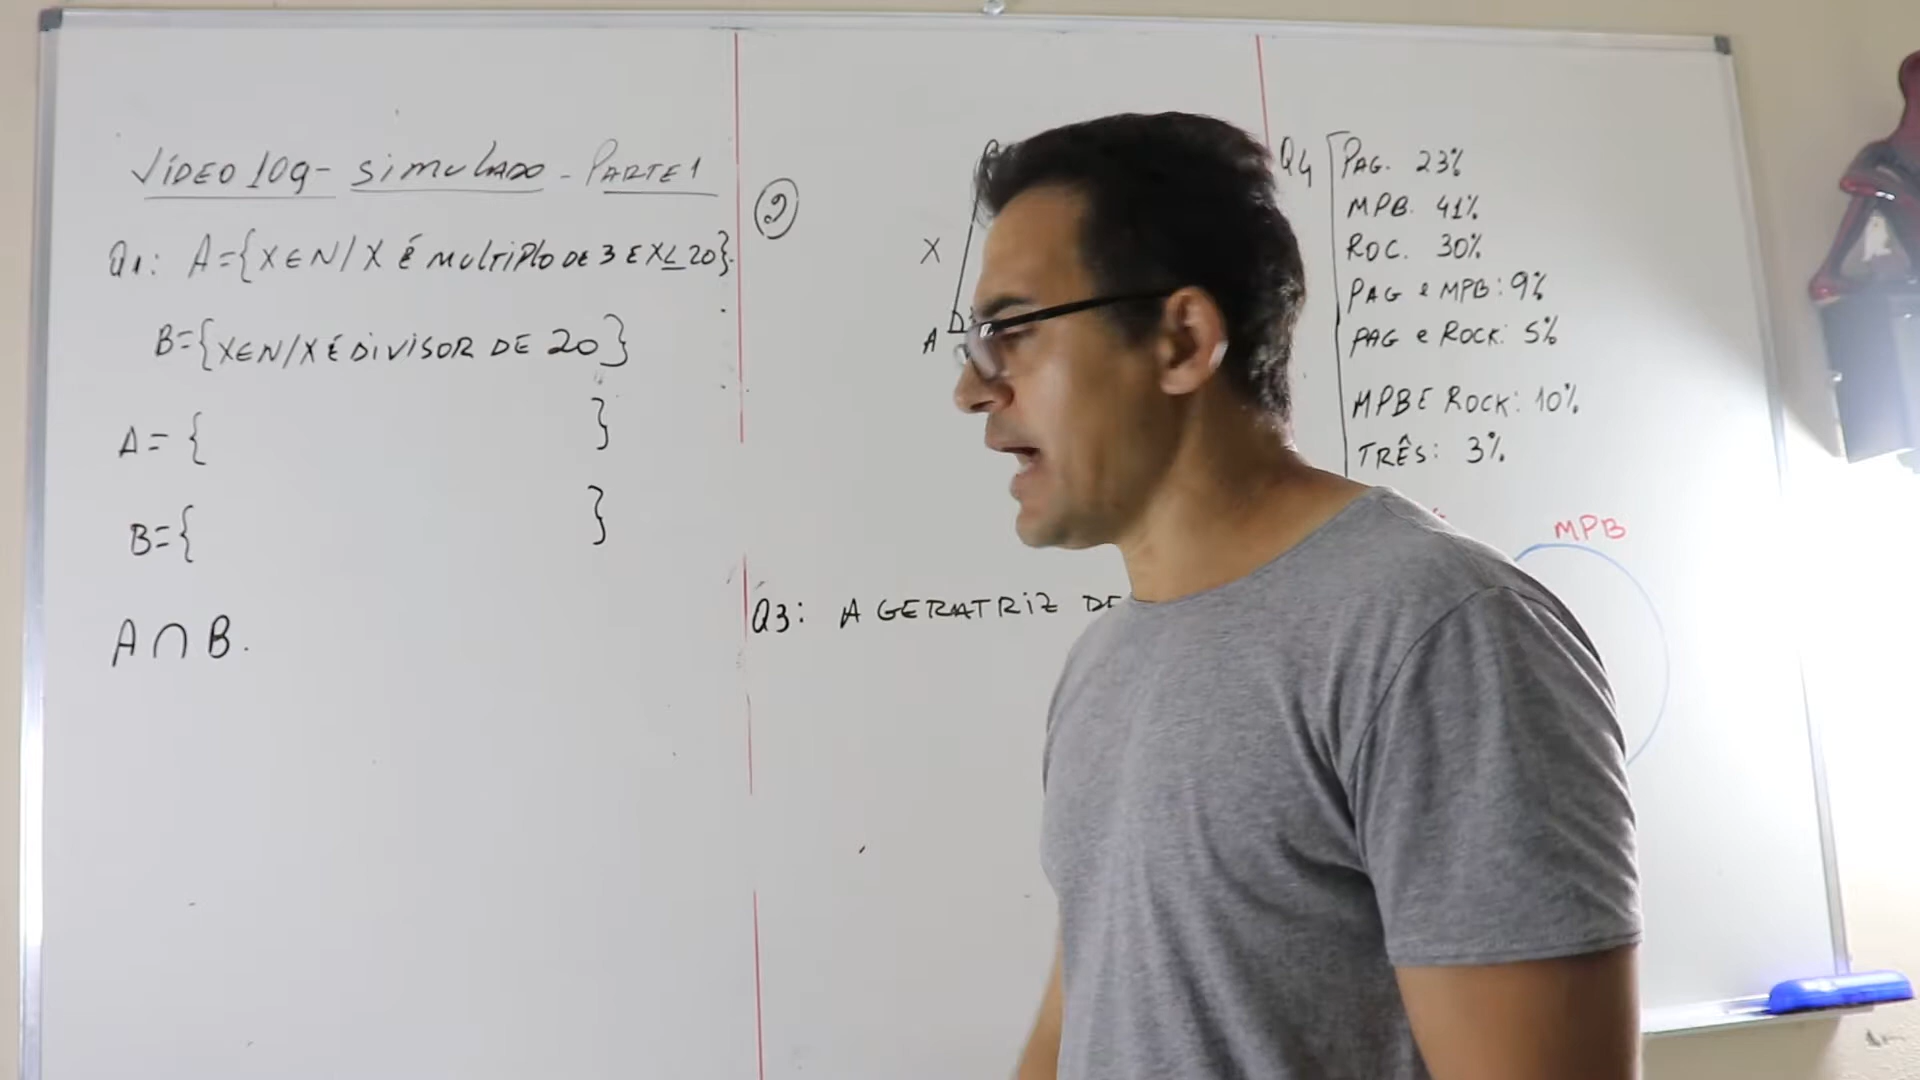 VÍDEO 109 - SIMULADO - PARTE 1
Q1: A={X∈N/X É MULTIPLO DE 3 E X≤20}.
B={X∈N/X É DIVISOR DE 20}
A={ }
B={ }
A∩B.
2
X
A
Q3: A GERATRIZ DE
Q4
PAG. 23%
MPB. 41%
ROC. 30%
PAG e MPB: 9%
PAG e ROCK: 5%
MPB E ROCK: 10%
TRÊS: 3%
MPB